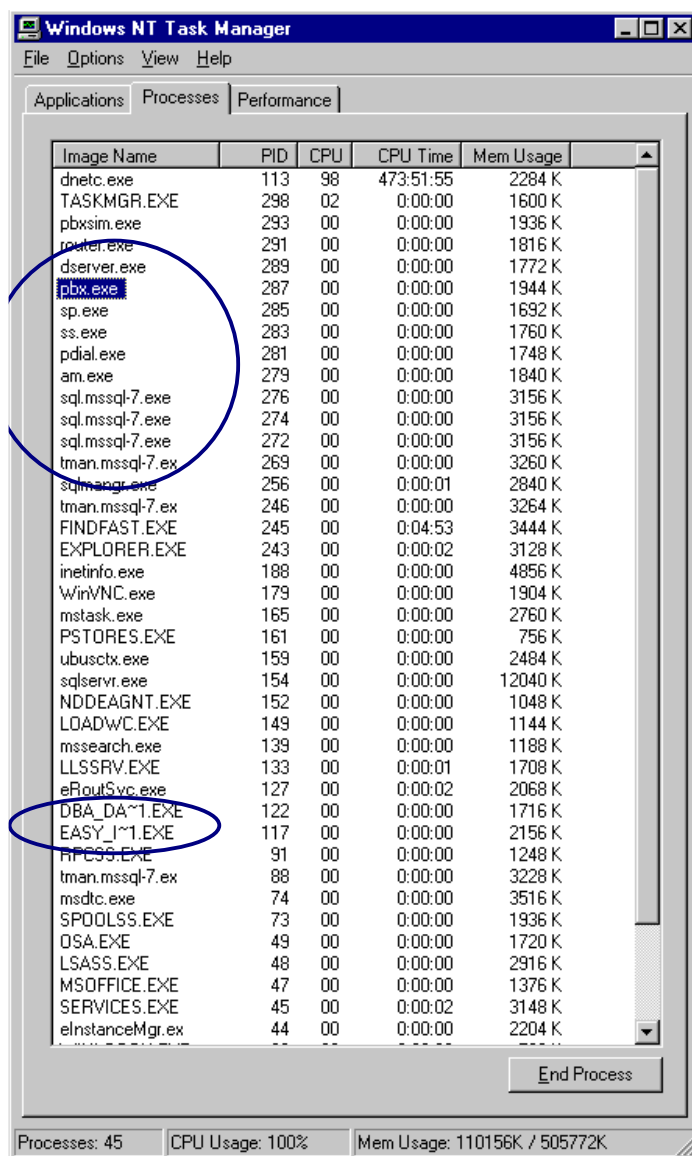 Windows NT Task Manager
File Options View Help
Applications Processes Performance
Image Name PID CPU CPU Time Mem Usage
dnetc.exe 113 98 473:51:55 2284 K
TASKMGR.EXE 298 02 0:00:00 1600 K
pbxsim.exe 293 00 0:00:00 1936 K
router.exe 291 00 0:00:00 1816 K
dserver.exe 289 00 0:00:00 1772 K
pbx.exe 287 00 0:00:00 1944 K
sp.exe 285 00 0:00:00 1692 K
ss.exe 283 00 0:00:00 1760 K
pdial.exe 281 00 0:00:00 1748 K
am.exe 279 00 0:00:00 1840 K
sql.mssql-7.exe 276 00 0:00:00 3156 K
sql.mssql-7.exe 274 00 0:00:00 3156 K
sql.mssql-7.exe 272 00 0:00:00 3156 K
tman.mssql-7.ex 269 00 0:00:00 3260 K
sqlmangr.exe 256 00 0:00:01 2840 K
tman.mssql-7.ex 246 00 0:00:00 3264 K
FINDFAST.EXE 245 00 0:04:53 3444 K
EXPLORER.EXE 243 00 0:00:02 3128 K
inetinfo.exe 188 00 0:00:00 4856 K
WinVNC.exe 179 00 0:00:00 1904 K
mstask.exe 165 00 0:00:00 2760 K
PSTORES.EXE 161 00 0:00:00 756 K
ubusctx.exe 159 00 0:00:00 2484 K
sqlservr.exe 154 00 0:00:00 12040 K
NDDEAGNT.EXE 152 00 0:00:00 1048 K
LOADWC.EXE 149 00 0:00:00 1144 K
mssearch.exe 139 00 0:00:00 1188 K
LLSSRV.EXE 133 00 0:00:01 1708 K
eRoutSvc.exe 127 00 0:00:02 2068 K
DBA_DA~1.EXE 122 00 0:00:00 1716 K
EASY_I~1.EXE 117 00 0:00:00 2156 K
RPCSS.EXE 91 00 0:00:00 1248 K
tman.mssql-7.ex 88 00 0:00:00 3228 K
msdtc.exe 74 00 0:00:00 3516 K
SPOOLSS.EXE 73 00 0:00:00 1936 K
OSA.EXE 49 00 0:00:00 1720 K
LSASS.EXE 48 00 0:00:00 2916 K
MSOFFICE.EXE 47 00 0:00:00 1376 K
SERVICES.EXE 45 00 0:00:02 3148 K
eInstanceMgr.ex 44 00 0:00:00 2204 K
End Process
Processes: 45 CPU Usage: 100% Mem Usage: 110156K / 505772K